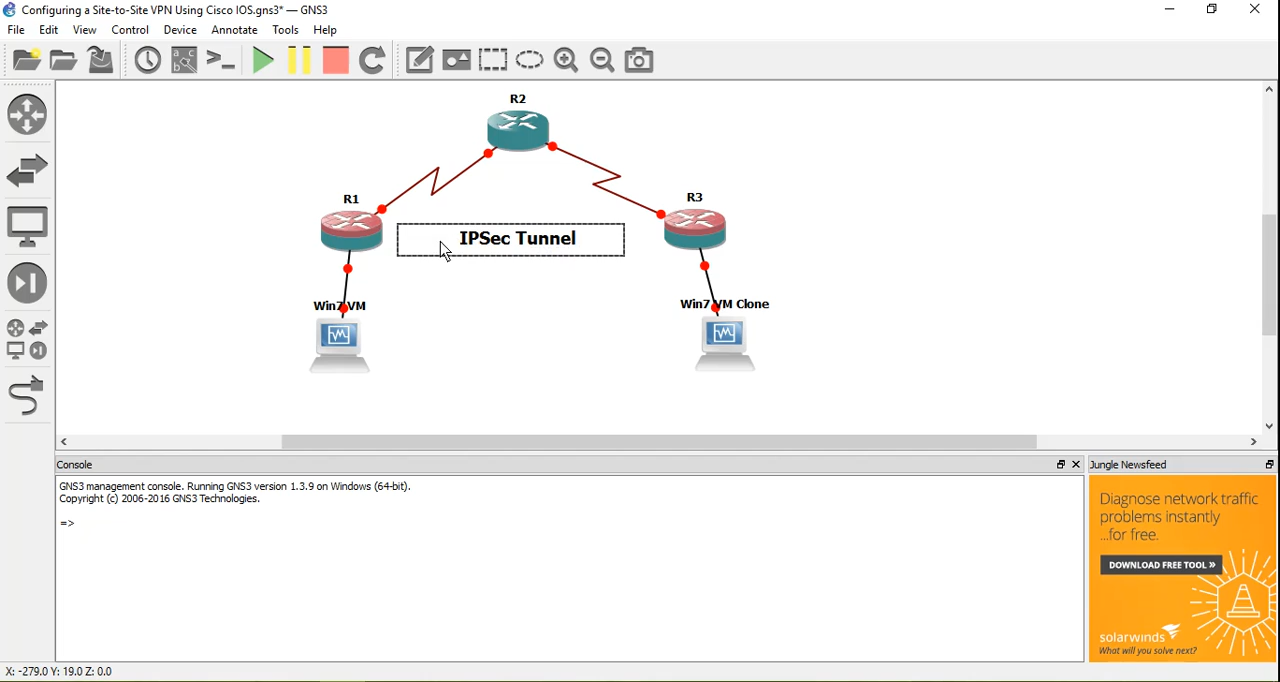 Configuring a Site-to-Site VPN Using Cisco IOS.gns3* — GNS3
File Edit View Control Device Annotate Tools Help
R2
R1
R3
IPSec Tunnel
Win7 VM
Win7 VM Clone
Console
Jungle Newsfeed
GNS3 management console. Running GNS3 version 1.3.9 on Windows (64-bit).
Copyright (c) 2006-2016 GNS3 Technologies.
=>
Diagnose network traffic
problems instantly
...for free.
DOWNLOAD FREE TOOL »
solarwinds
What will you solve next?
X: -279.0 Y: 19.0 Z: 0.0